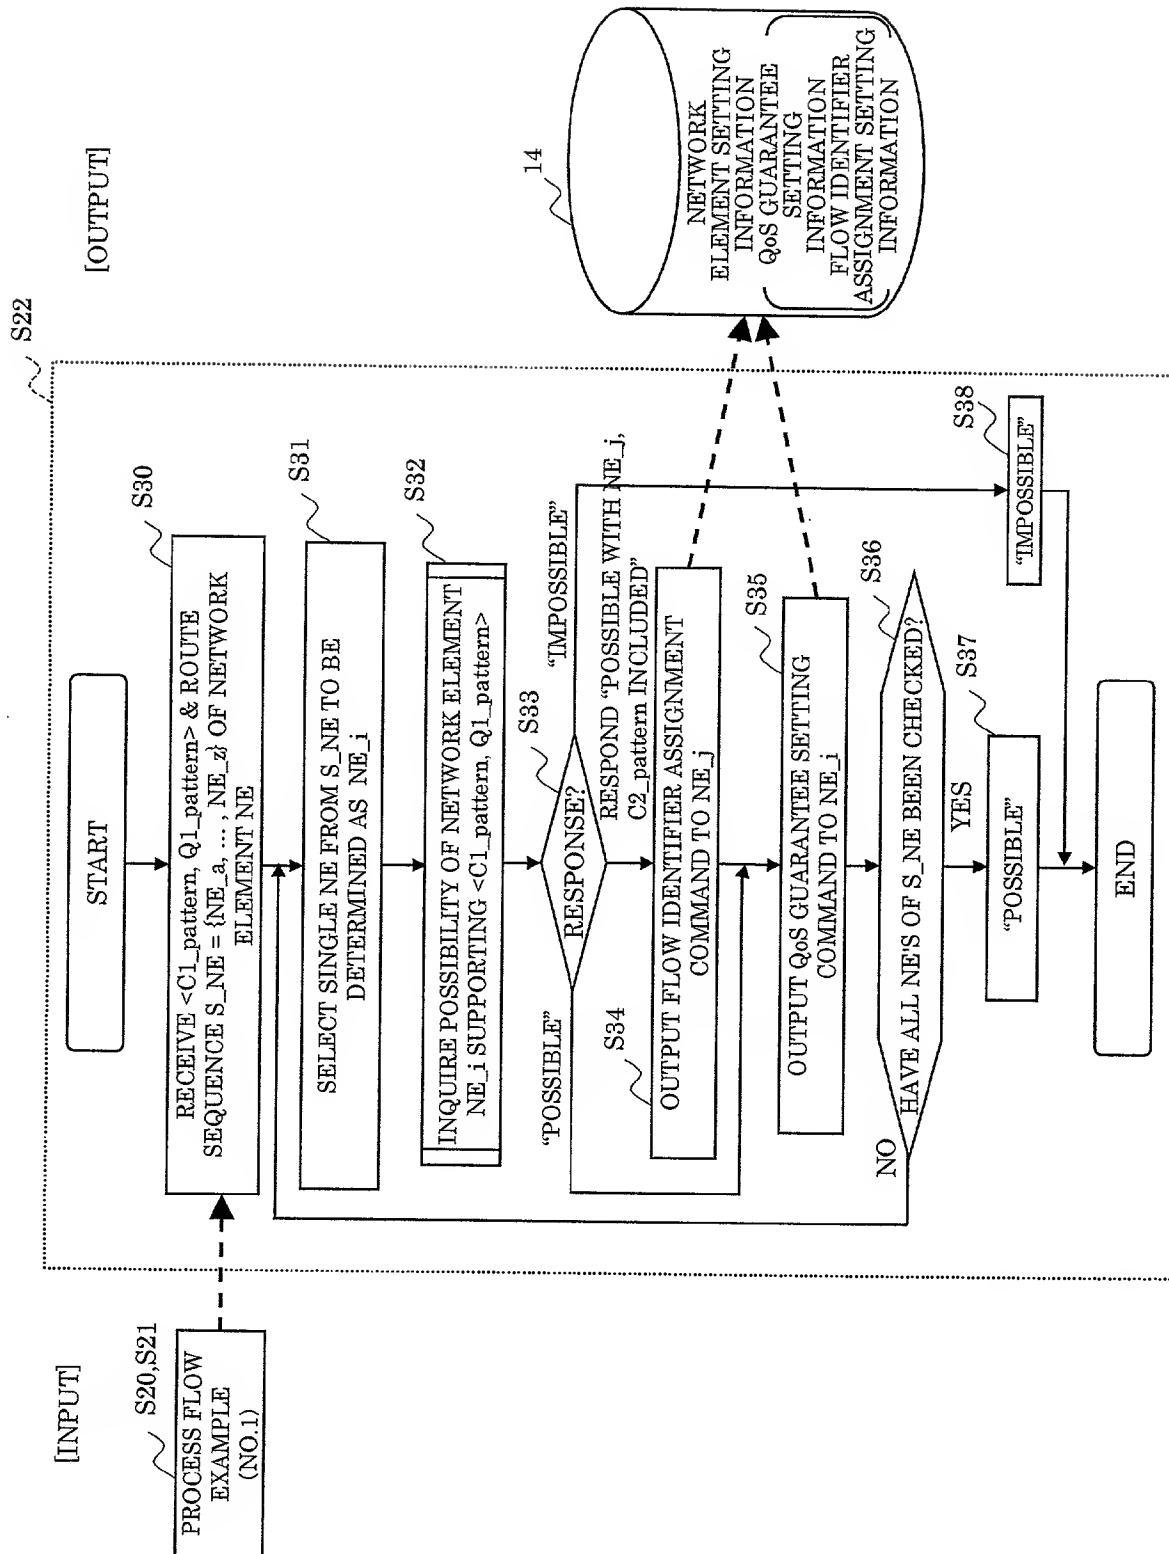 [INPUT]
S20,S21
PROCESS FLOW
EXAMPLE
(NO.1)
S22
START
S30
RECEIVE <C1_pattern, Q1_pattern> & ROUTE
SEQUENCE S_NE = {NE_a, ... , NE_z} OF NETWORK
ELEMENT NE
S31
SELECT SINGLE NE FROM S_NE TO BE
DETERMINED AS NE_i
S32
INQUIRE POSSIBILITY OF NETWORK ELEMENT
NE_i SUPPORTING <C1_pattern, Q1_pattern>
S33
RESPONSE?
"POSSIBLE"
"IMPOSSIBLE"
RESPOND "POSSIBLE WITH NE_j,
C2_pattern INCLUDED"
S34
OUTPUT FLOW IDENTIFIER ASSIGNMENT
COMMAND TO NE_j
S35
OUTPUT QoS GUARANTEE SETTING
COMMAND TO NE_i
S36
HAVE ALL NE'S OF S_NE BEEN CHECKED?
NO
YES
S37
"POSSIBLE"
S38
"IMPOSSIBLE"
END
[OUTPUT]
14
NETWORK
ELEMENT SETTING
INFORMATION
QoS GUARANTEE
SETTING
INFORMATION
FLOW IDENTIFIER
ASSIGNMENT SETTING
INFORMATION